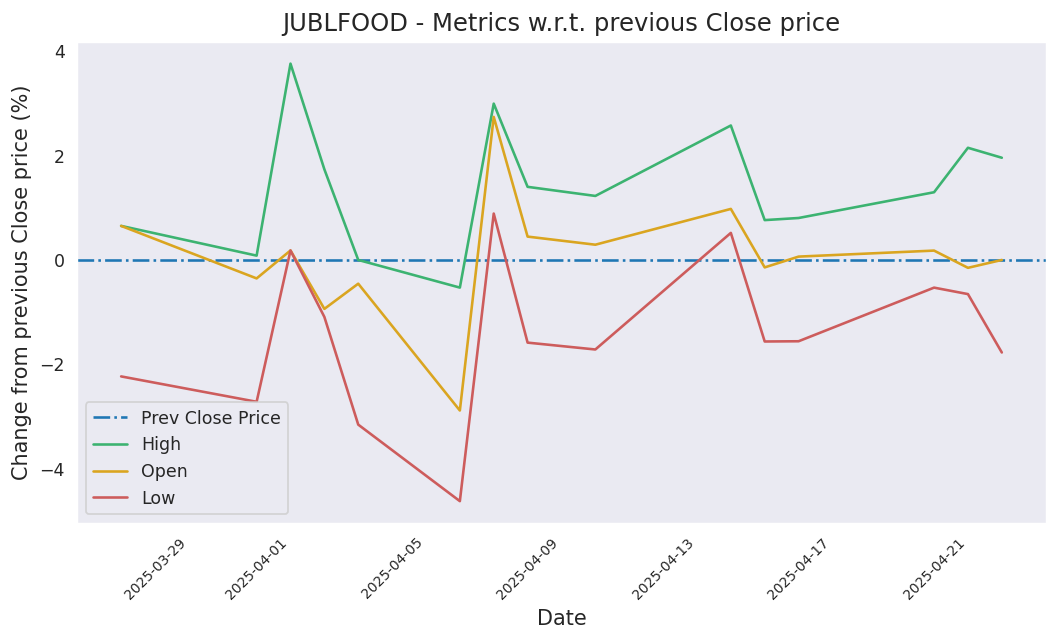 JUBLFOOD - Metrics w.r.t. previous Close price
Change from previous Close price (%)
4
2
0
−2
−4
Prev Close Price
High
Open
Low
2025-03-29
2025-04-01
2025-04-05
2025-04-09
2025-04-13
2025-04-17
2025-04-21
Date